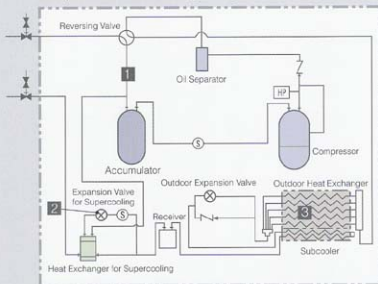 Reversing Valve
1
Oil Separator
HP
S
Accumulator
Compressor
Expansion Valve
for Supercooling
Outdoor Expansion Valve
Outdoor Heat Exchanger
2
S
Receiver
3
Subcooler
Heat Exchanger for Supercooling